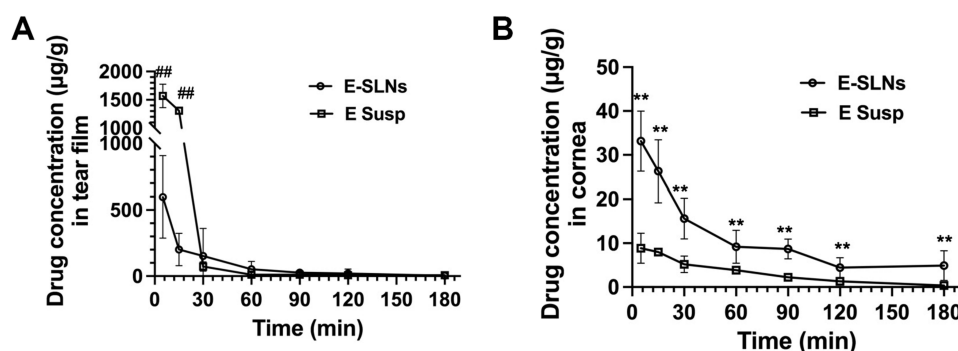 A
Drug concentration (µg/g)
in tear film
2000
1500
1000
1000
500
0
##
##
E-SLNs
E Susp
0 30 60 90 120 150 180
Time (min)
B
Drug concentration (µg/g)
in cornea
50
40
30
20
10
0
**
**
**
**
**
**
**
E-SLNs
E Susp
0 30 60 90 120 150 180
Time (min)